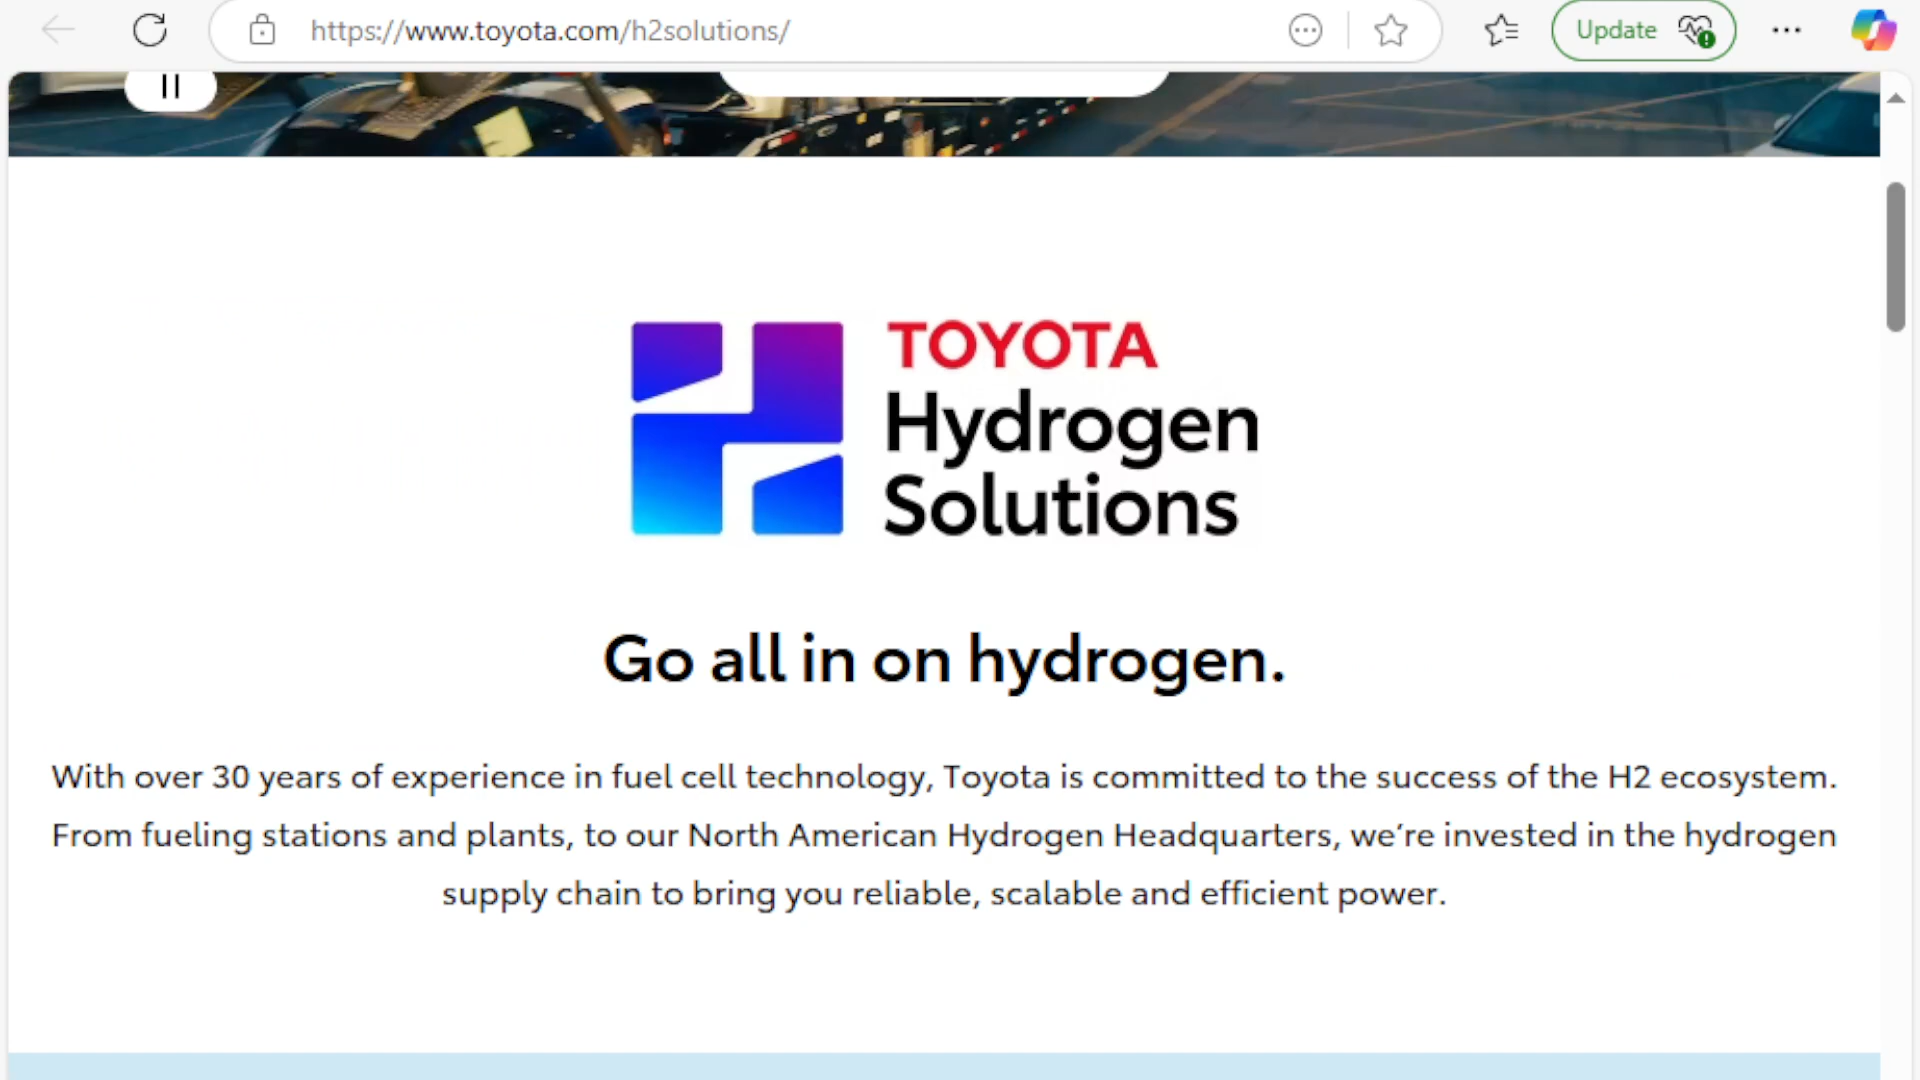 https://www.toyota.com/h2solutions/
Update
TOYOTA
Hydrogen
Solutions
Go all in on hydrogen.
With over 30 years of experience in fuel cell technology, Toyota is committed to the success of the H2 ecosystem.
From fueling stations and plants, to our North American Hydrogen Headquarters, we’re invested in the hydrogen
supply chain to bring you reliable, scalable and efficient power.